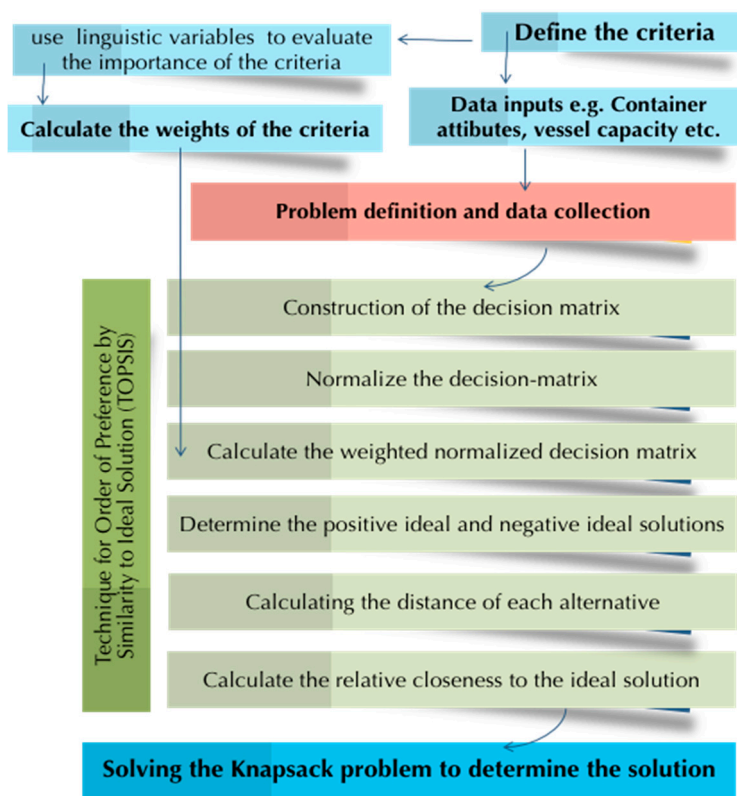 Define the criteria
use linguistic variables to evaluate
the importance of the criteria
Data inputs e.g. Container
attibutes, vessel capacity etc.
Calculate the weights of the criteria
Problem definition and data collection
Technique for Order of Preference by
Similarity to Ideal Solution (TOPSIS)
Construction of the decision matrix
Normalize the decision-matrix
Calculate the weighted normalized decision matrix
Determine the positive ideal and negative ideal solutions
Calculating the distance of each alternative
Calculate the relative closeness to the ideal solution
Solving the Knapsack problem to determine the solution